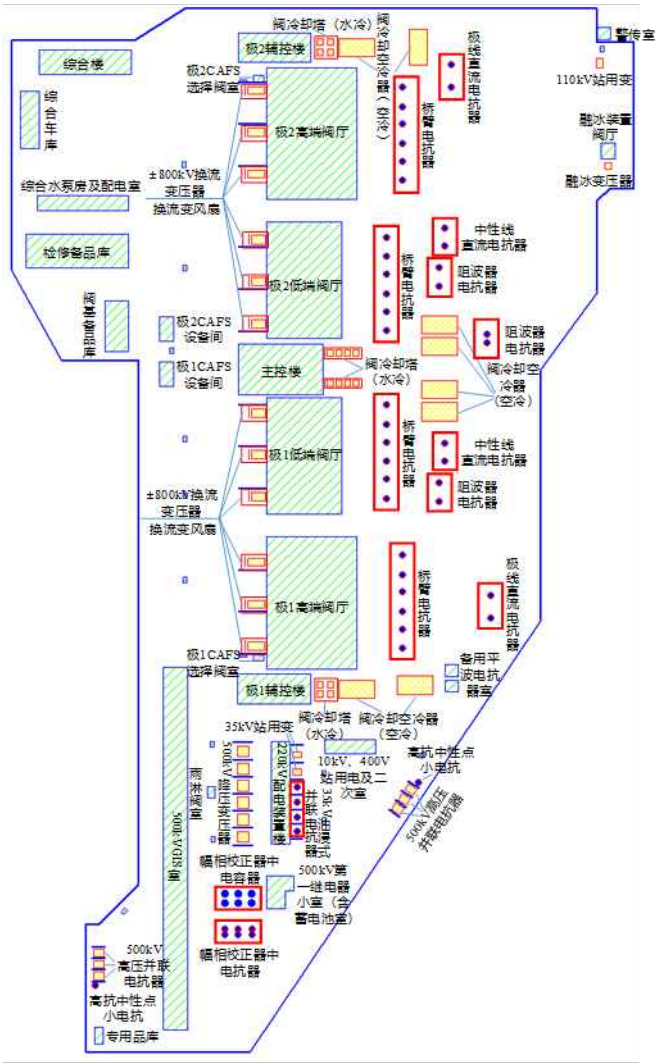 阀冷却塔（水冷）
极2辅控楼
阀冷却空冷器（空冷）
极线直流电抗器
警传室
综合楼
极2CAFS
选择阀室
110kV站用变
综合车库
桥臂电抗器
极2高端阀厅
融冰装置
阀厅
±800kV换流
变压器
换流变风扇
融冰变压器
综合水泵房及配电室
中性线
直流电抗器
检修备品库
桥臂电抗器
阻波器
电抗器
极2低端阀厅
阀基备品库
极2CAFS
设备间
阻波器
电抗器
极1CAFS
设备间
主控楼
阀冷却塔
（水冷）
阀冷却空
冷器
（空冷）
桥臂电抗器
中性线
直流电抗器
极1低端阀厅
±800kV换流
变压器
换流变风扇
阻波器
电抗器
极线直流电抗器
桥臂电抗器
极1高端阀厅
极1CAFS
选择阀室
备用平
波电抗
器室
极1辅控楼
阀冷却塔
（水冷）
阀冷却空冷器
（空冷）
35kV站用变
10kV、400V
站用电及二
次室
高抗中性点
小电抗
500kV降压变压器
220kV配电装置楼
35kV油浸式
并联电抗器
雨淋阀室
500kV高压
并联电抗器
500kVGIS室
幅相校正器中
电容器
500kV第
一继电器
小室（含
蓄电池室）
幅相校正器中
电抗器
500kV
高压并联
电抗器
高抗中性点
小电抗
专用品库